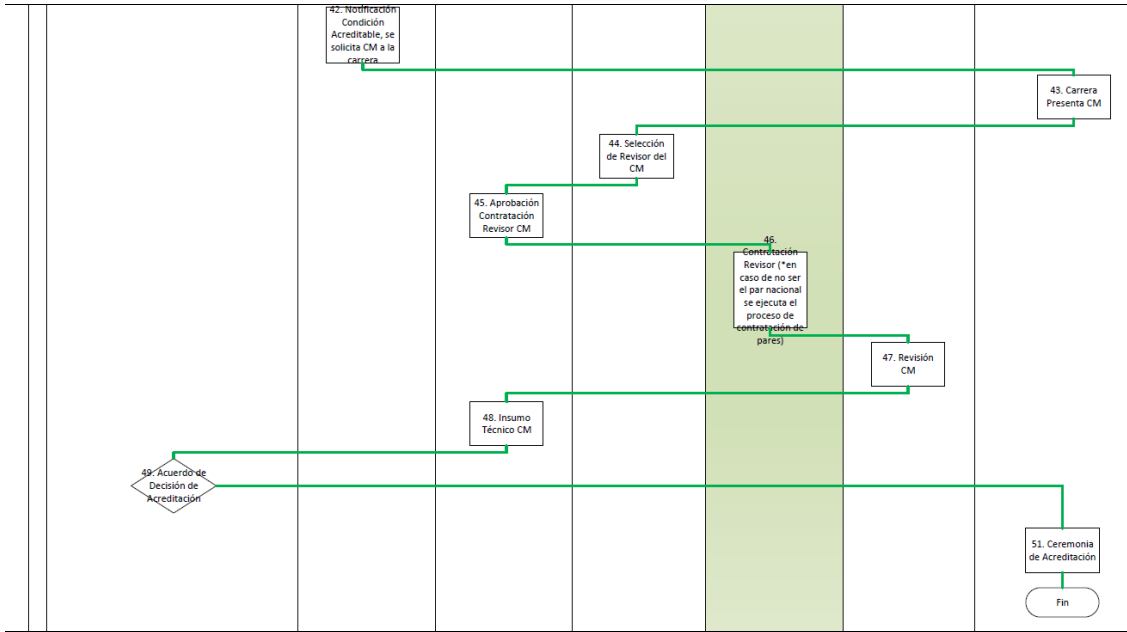 42. Notificación
Condición
Acreditable, se
solicita CM a la
carrera
43. Carrera
Presenta CM
44. Selección
de Revisor del
CM
45. Aprobación
Contratación
Revisor CM
46.
Contratación
Revisor (*en
caso de no ser
el par nacional
se ejecuta el
proceso de
contratación de
pares)
47. Revisión
CM
48. Insumo
Técnico CM
49. Acuerdo de
Decisión de
Acreditación
51. Ceremonia
de Acreditación
Fin